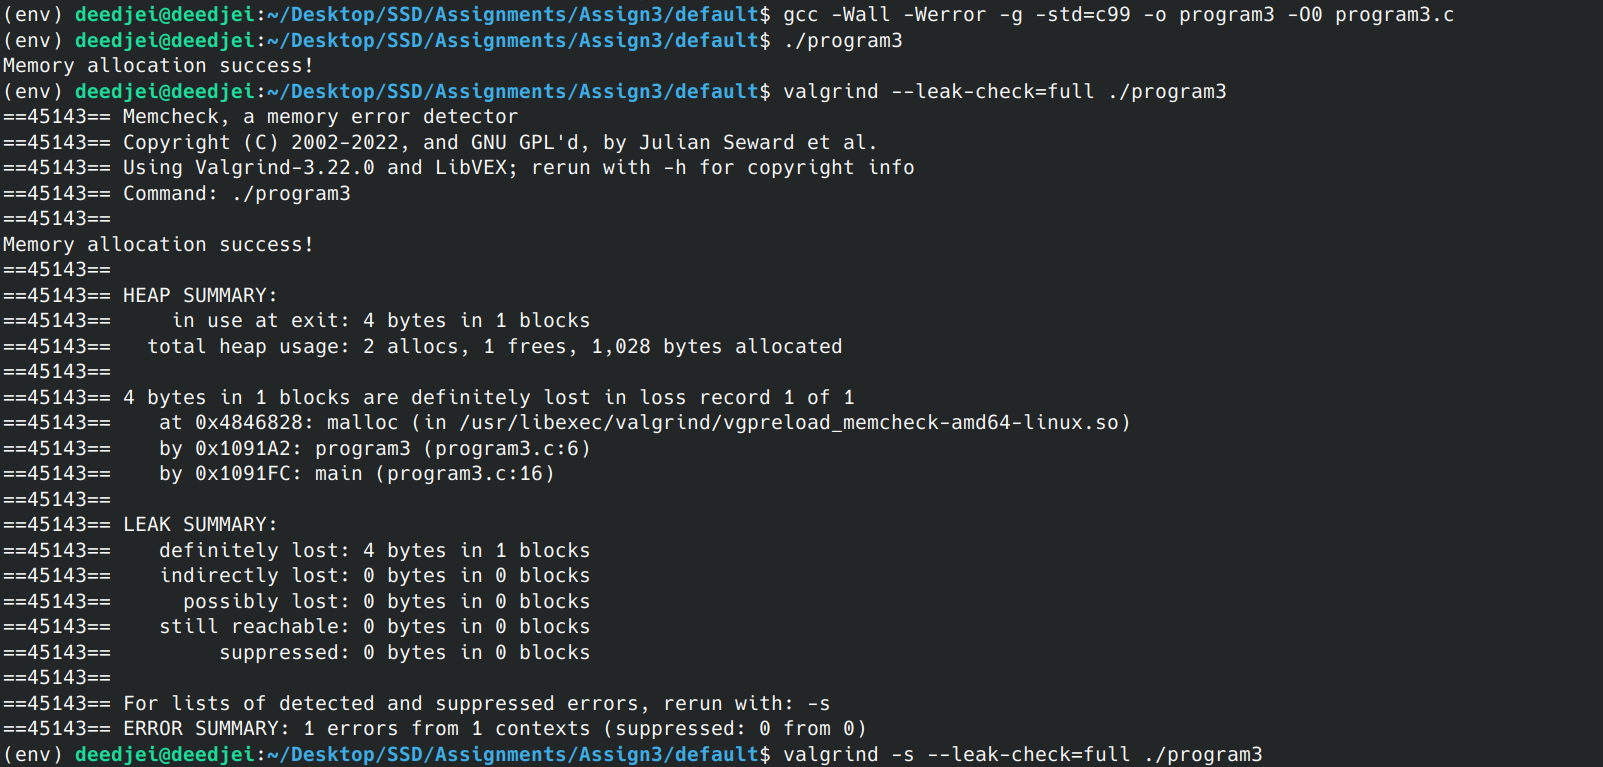 (env) deedjei@deedjei:~/Desktop/SSD/Assignments/Assign3/default$ gcc -Wall -Werror -g -std=c99 -o program3 -O0 program3.c
(env) deedjei@deedjei:~/Desktop/SSD/Assignments/Assign3/default$ ./program3
Memory allocation success!
(env) deedjei@deedjei:~/Desktop/SSD/Assignments/Assign3/default$ valgrind --leak-check=full ./program3
==45143== Memcheck, a memory error detector
==45143== Copyright (C) 2002-2022, and GNU GPL'd, by Julian Seward et al.
==45143== Using Valgrind-3.22.0 and LibVEX; rerun with -h for copyright info
==45143== Command: ./program3
==45143==
Memory allocation success!
==45143==
==45143== HEAP SUMMARY:
==45143==     in use at exit: 4 bytes in 1 blocks
==45143==   total heap usage: 2 allocs, 1 frees, 1,028 bytes allocated
==45143==
==45143== 4 bytes in 1 blocks are definitely lost in loss record 1 of 1
==45143==    at 0x4846828: malloc (in /usr/libexec/valgrind/vgpreload_memcheck-amd64-linux.so)
==45143==    by 0x1091A2: program3 (program3.c:6)
==45143==    by 0x1091FC: main (program3.c:16)
==45143==
==45143== LEAK SUMMARY:
==45143==    definitely lost: 4 bytes in 1 blocks
==45143==    indirectly lost: 0 bytes in 0 blocks
==45143==      possibly lost: 0 bytes in 0 blocks
==45143==    still reachable: 0 bytes in 0 blocks
==45143==         suppressed: 0 bytes in 0 blocks
==45143==
==45143== For lists of detected and suppressed errors, rerun with: -s
==45143== ERROR SUMMARY: 1 errors from 1 contexts (suppressed: 0 from 0)
(env) deedjei@deedjei:~/Desktop/SSD/Assignments/Assign3/default$ valgrind -s --leak-check=full ./program3